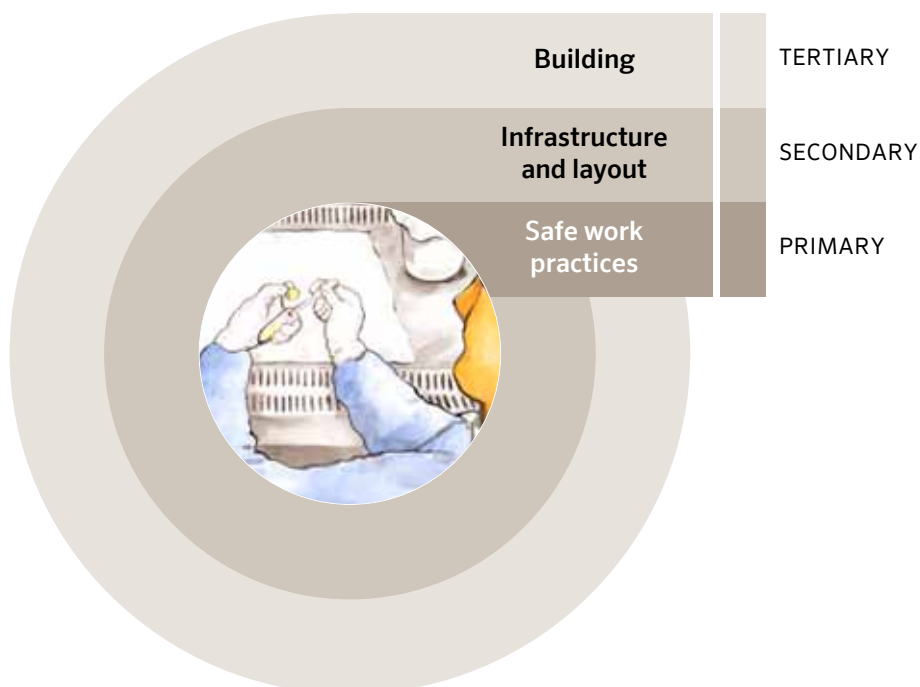 Building
TERTIARY
Infrastructure
and layout
SECONDARY
Safe work
practices
PRIMARY